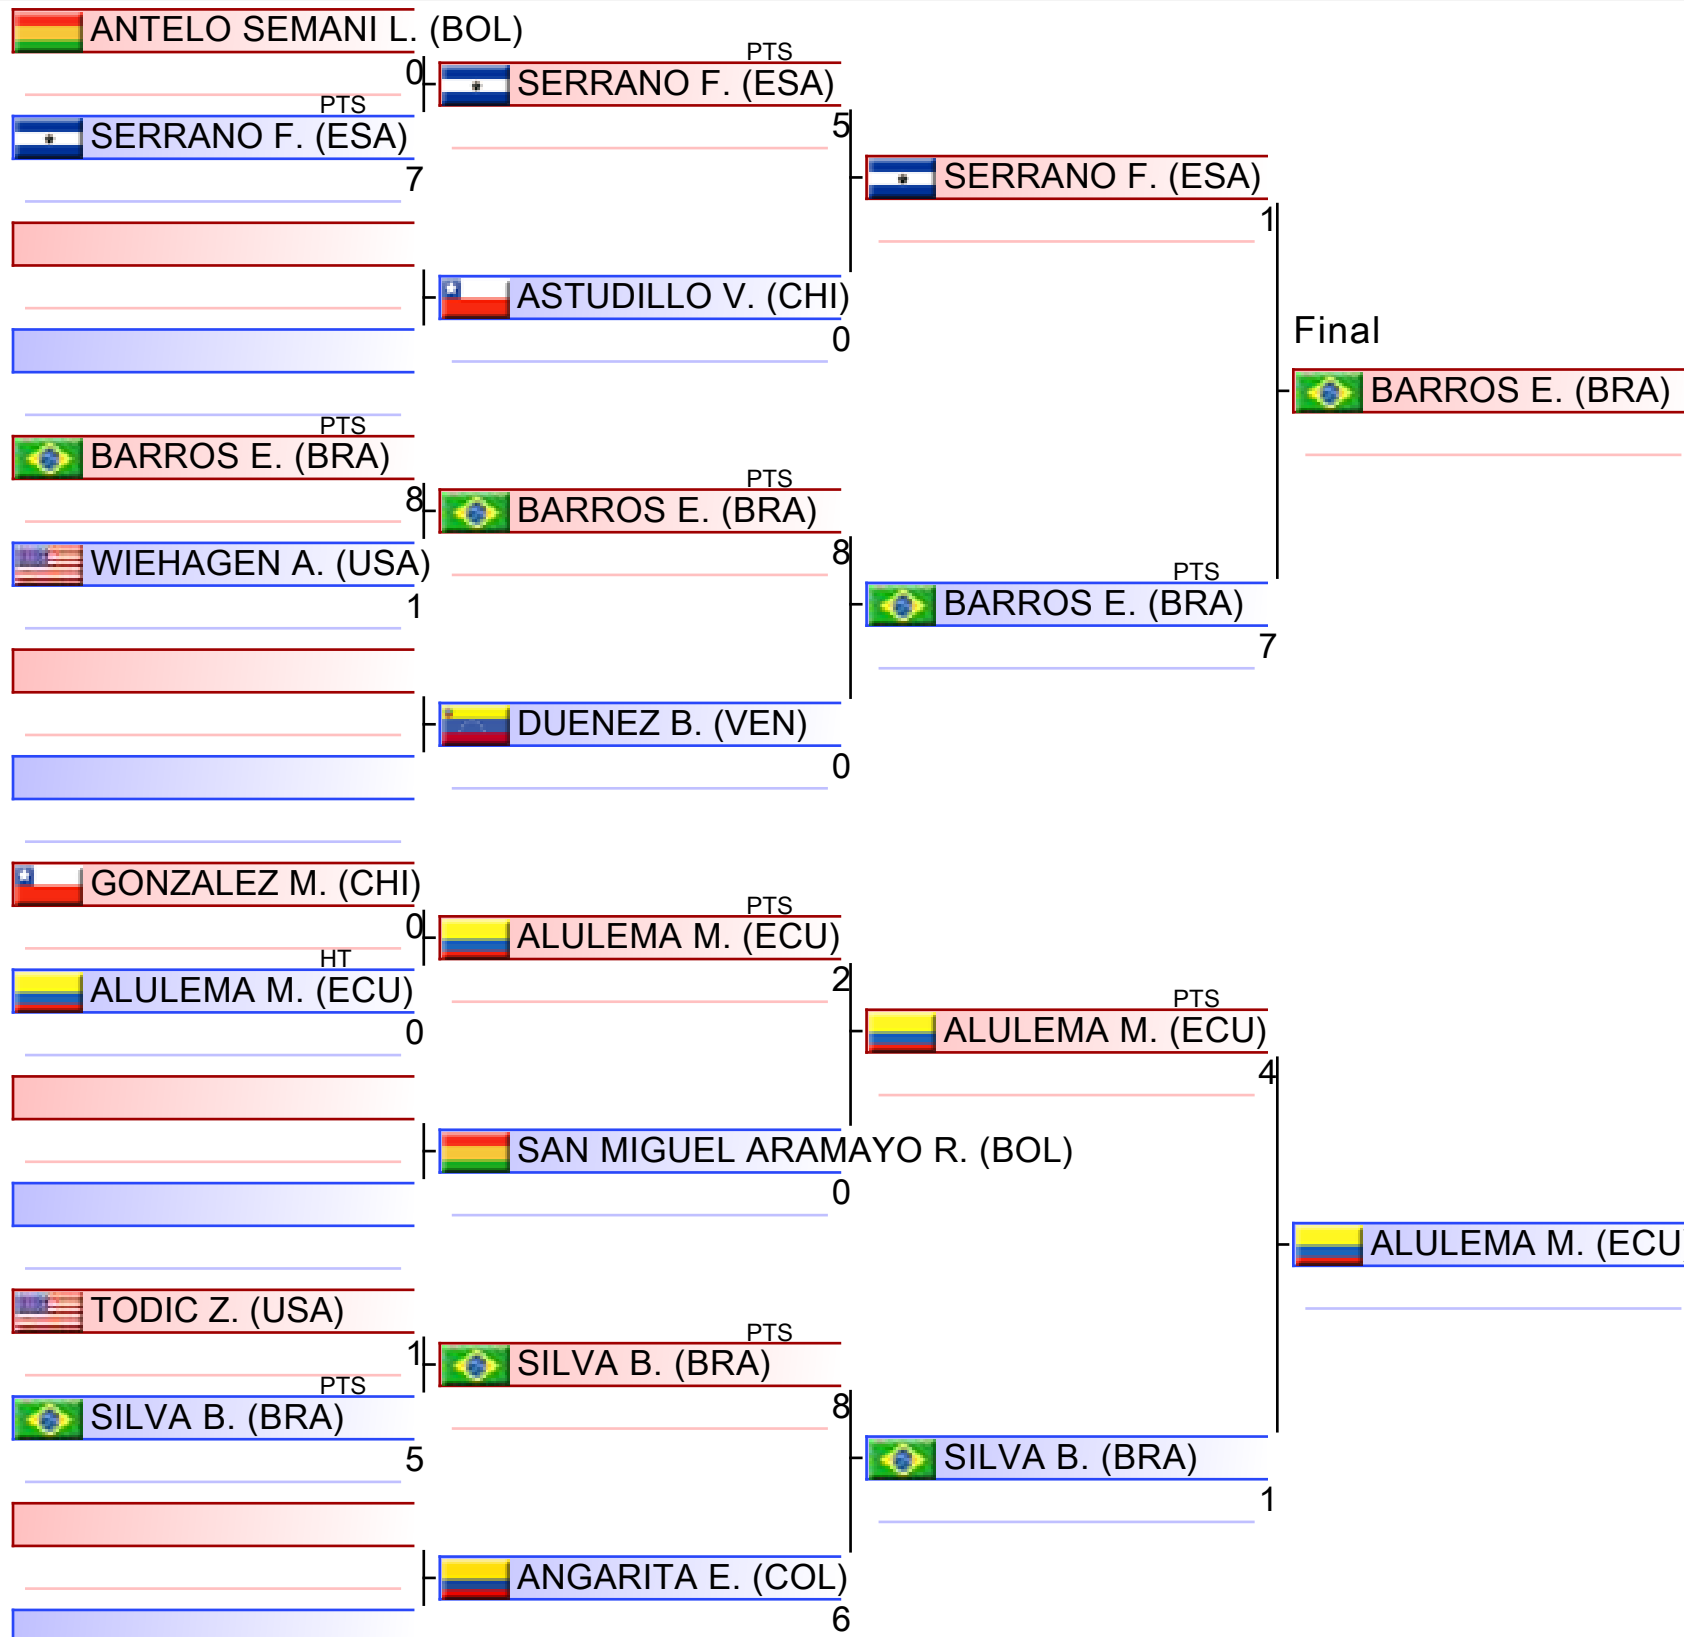 ANTELO SEMANI L. (BOL)
0
PTS
SERRANO F. (ESA)
7
PTS
BARROS E. (BRA)
8
WIEHAGEN A. (USA)
1
GONZALEZ M. (CHI)
0
HT
ALULEMA M. (ECU)
0
TODIC Z. (USA)
1
PTS
SILVA B. (BRA)
5
PTS
SERRANO F. (ESA)
5
ASTUDILLO V. (CHI)
0
PTS
BARROS E. (BRA)
8
DUENEZ B. (VEN)
0
PTS
ALULEMA M. (ECU)
2
SAN MIGUEL ARAMAYO R. (BOL)
0
PTS
SILVA B. (BRA)
8
ANGARITA E. (COL)
6
SERRANO F. (ESA)
1
PTS
BARROS E. (BRA)
7
PTS
ALULEMA M. (ECU)
4
SILVA B. (BRA)
1
Final
BARROS E. (BRA)
ALULEMA M. (ECU